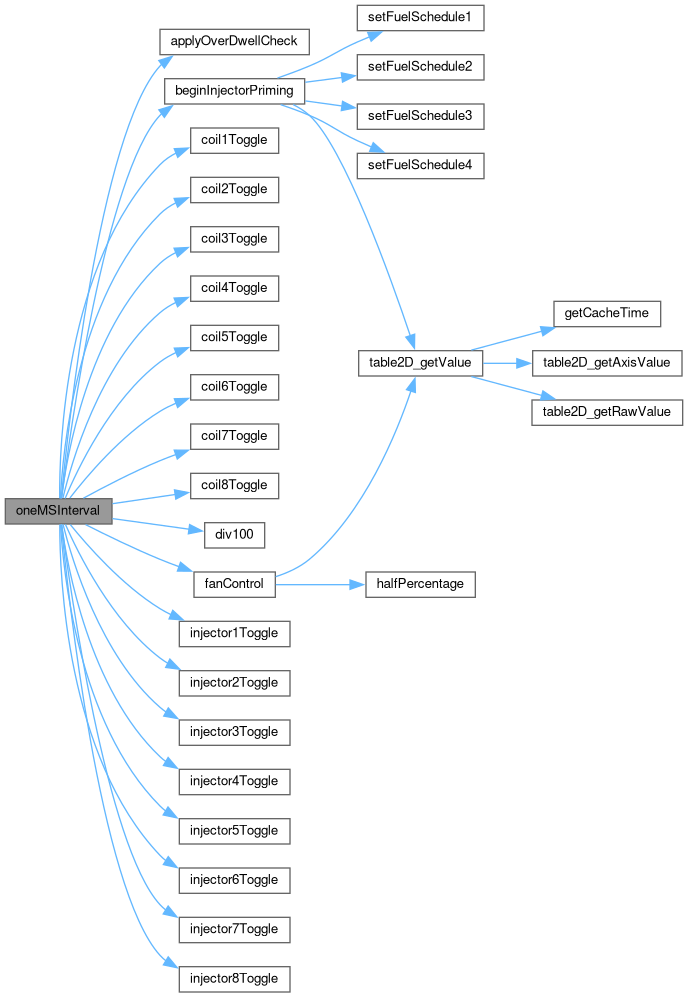 oneMSInterval
applyOverDwellCheck
beginInjectorPriming
setFuelSchedule1
setFuelSchedule2
setFuelSchedule3
setFuelSchedule4
coil1Toggle
coil2Toggle
coil3Toggle
coil4Toggle
coil5Toggle
coil6Toggle
coil7Toggle
coil8Toggle
div100
fanControl
table2D_getValue
getCacheTime
table2D_getAxisValue
table2D_getRawValue
halfPercentage
injector1Toggle
injector2Toggle
injector3Toggle
injector4Toggle
injector5Toggle
injector6Toggle
injector7Toggle
injector8Toggle